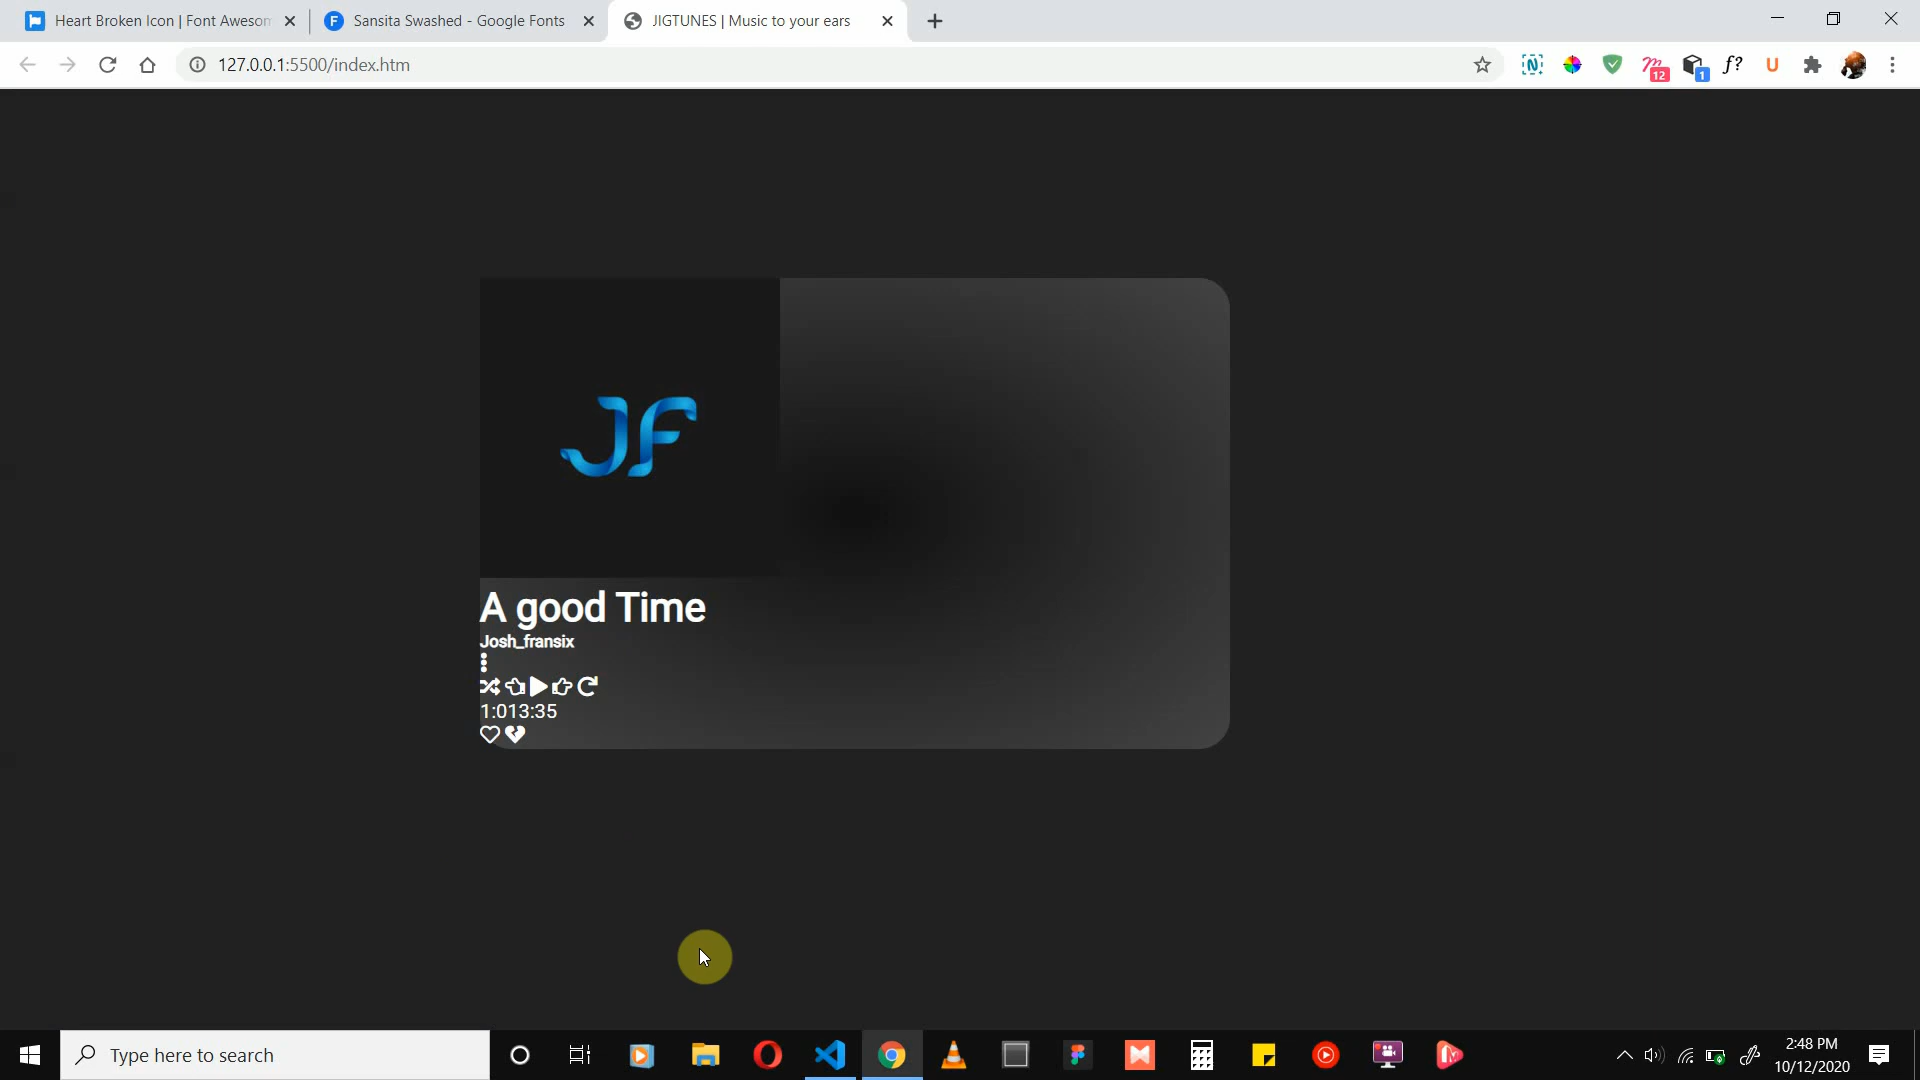 Heart Broken Icon | Font Awesom
Sansita Swashed - Google Fonts
JIGTUNES | Music to your ears
127.0.0.1:5500/index.htm
12
1
f?
U
JF
A good Time
Josh_fransix
1:013:35
Type here to search
2:48 PM
10/12/2020